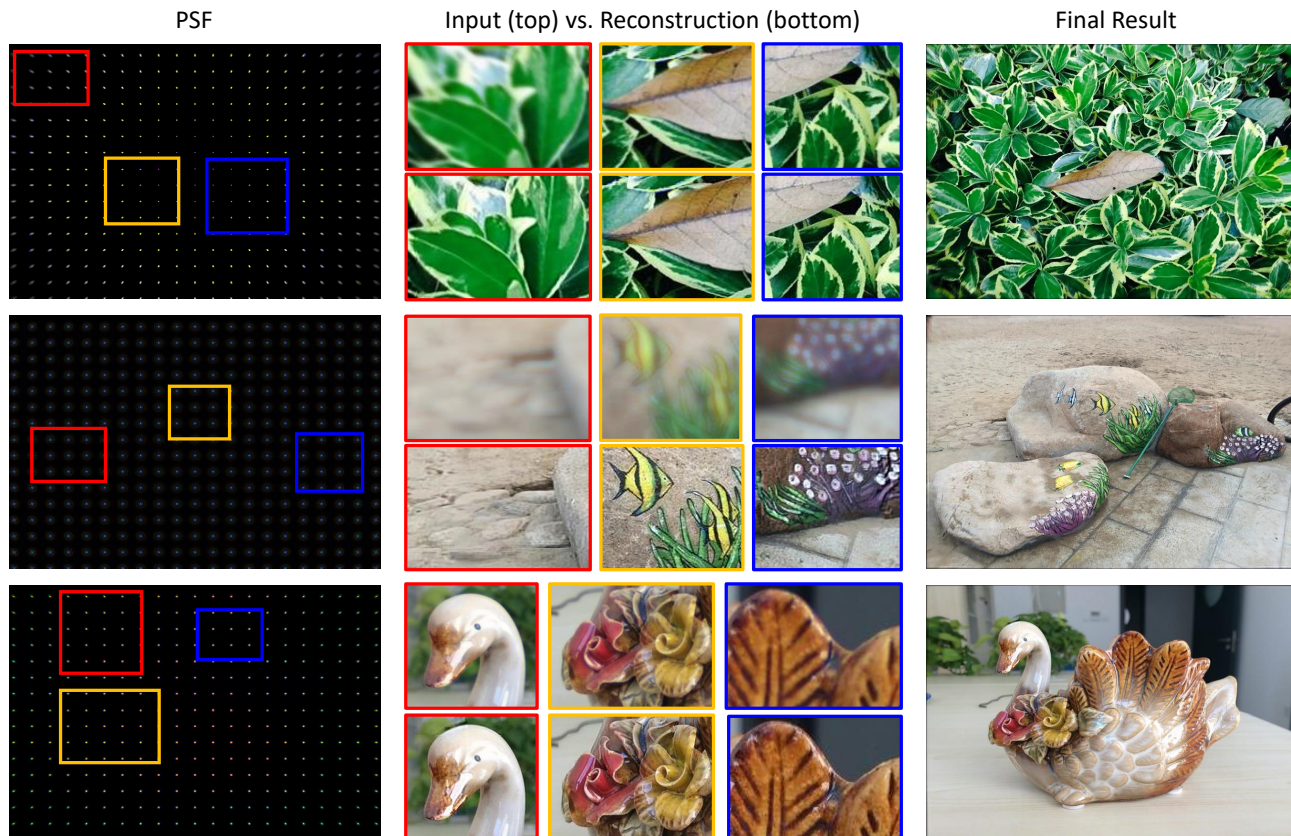 PSF
Input (top) vs. Reconstruction (bottom)
Final Result